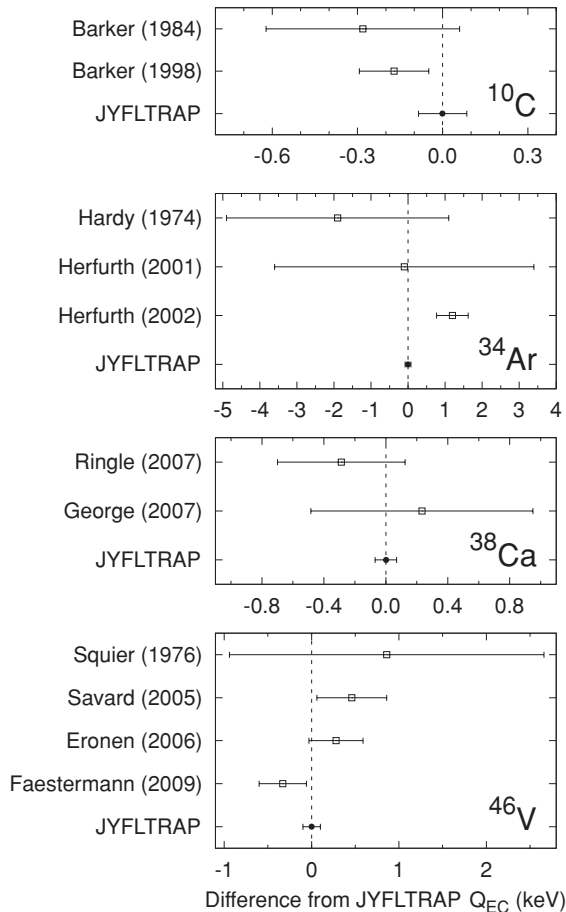 Barker (1984)
Barker (1998)
JYFLTRAP
¹⁰C
-0.6 -0.3 0.0 0.3
Hardy (1974)
Herfurth (2001)
Herfurth (2002)
JYFLTRAP
³⁴Ar
-5 -4 -3 -2 -1 0 1 2 3 4
Ringle (2007)
George (2007)
JYFLTRAP
³⁸Ca
-0.8 -0.4 0.0 0.4 0.8
Squier (1976)
Savard (2005)
Eronen (2006)
Faestermann (2009)
JYFLTRAP
⁴⁶V
-1 0 1 2
Difference from JYFLTRAP Q_EC (keV)